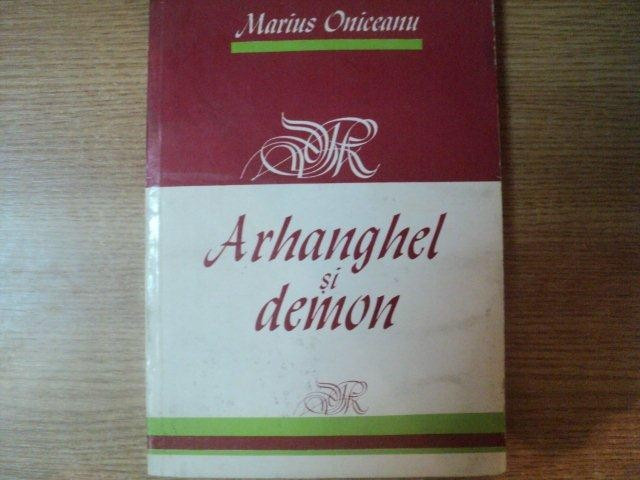 Marius Oniceanu
Arhanghel
și
demon